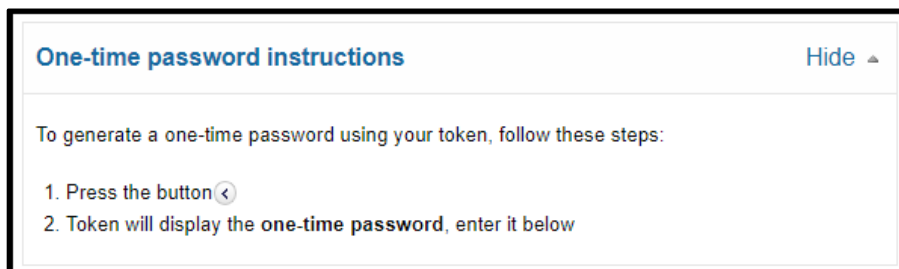 One-time password instructions Hide
To generate a one-time password using your token, follow these steps:
1. Press the button
2. Token will display the one-time password, enter it below